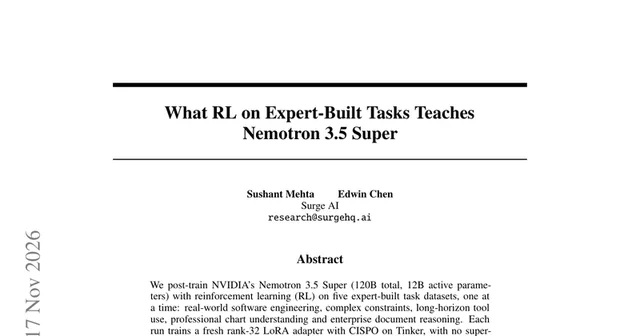 What RL on Expert-Built Tasks Teaches
Nemotron 3.5 Super
Sushant Mehta Edwin Chen
Surge AI
research@surgehq.ai
Abstract
We post-train NVIDIA's Nemotron 3.5 Super (120B total, 12B active parame-
ters) with reinforcement learning (RL) on five expert-built task datasets, one at
a time: real-world software engineering, complex constraints, long-horizon tool
use, professional chart understanding and enterprise document reasoning. Each
run trains a fresh rank-32 LoRA adapter with CISPO on Tinker, with no super-
17 Nov 2026